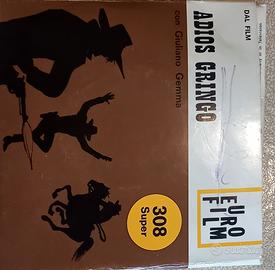 DAL FILM
ADIOS GRINGO
con Giuliano Gemma
308
Super
EURO
FILM